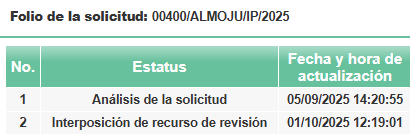 Folio de la solicitud: 00400/ALMOJU/IP/2025
No. Estatus Fecha y hora de actualización
1 Análisis de la solicitud 05/09/2025 14:20:55
2 Interposición de recurso de revisión 01/10/2025 12:19:01